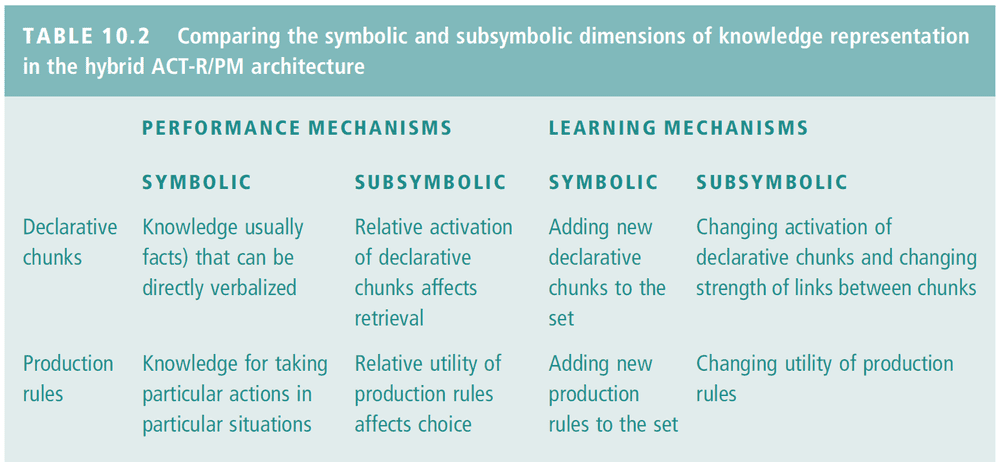 TABLE 10.2 Comparing the symbolic and subsymbolic dimensions of knowledge representation
in the hybrid ACT-R/PM architecture
PERFORMANCE MECHANISMS LEARNING MECHANISMS
SYMBOLIC SUBSYMBOLIC SYMBOLIC SUBSYMBOLIC
Declarative Knowledge usually Relative activation Adding new Changing activation of
chunks facts) that can be of declarative declarative declarative chunks and changing
directly verbalized chunks affects chunks to the strength of links between chunks
retrieval set
Production Knowledge for taking Relative utility of Adding new Changing utility of production
rules particular actions in production rules production rules
particular situations affects choice rules to the set